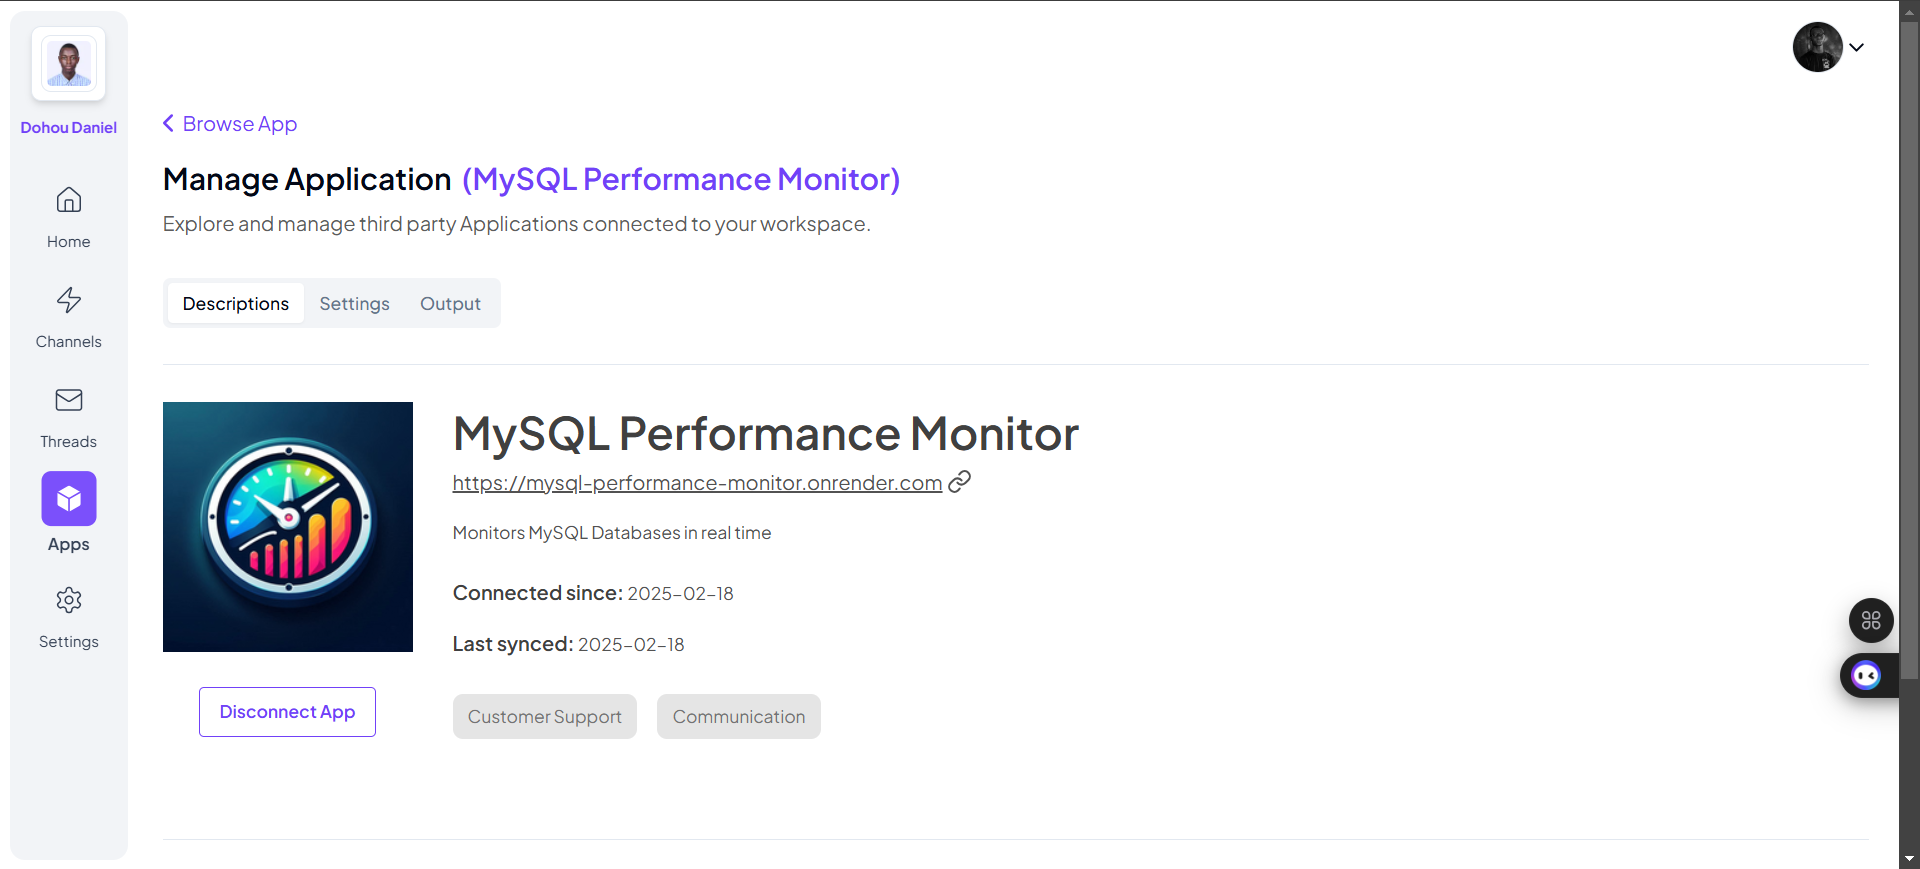 Dohou Daniel
Home
Channels
Threads
Apps
Settings
Browse App
Manage Application (MySQL Performance Monitor)
Explore and manage third party Applications connected to your workspace.
Descriptions Settings Output
MySQL Performance Monitor
https://mysql-performance-monitor.onrender.com
Monitors MySQL Databases in real time
Connected since: 2025-02-18
Last synced: 2025-02-18
Disconnect App
Customer Support Communication